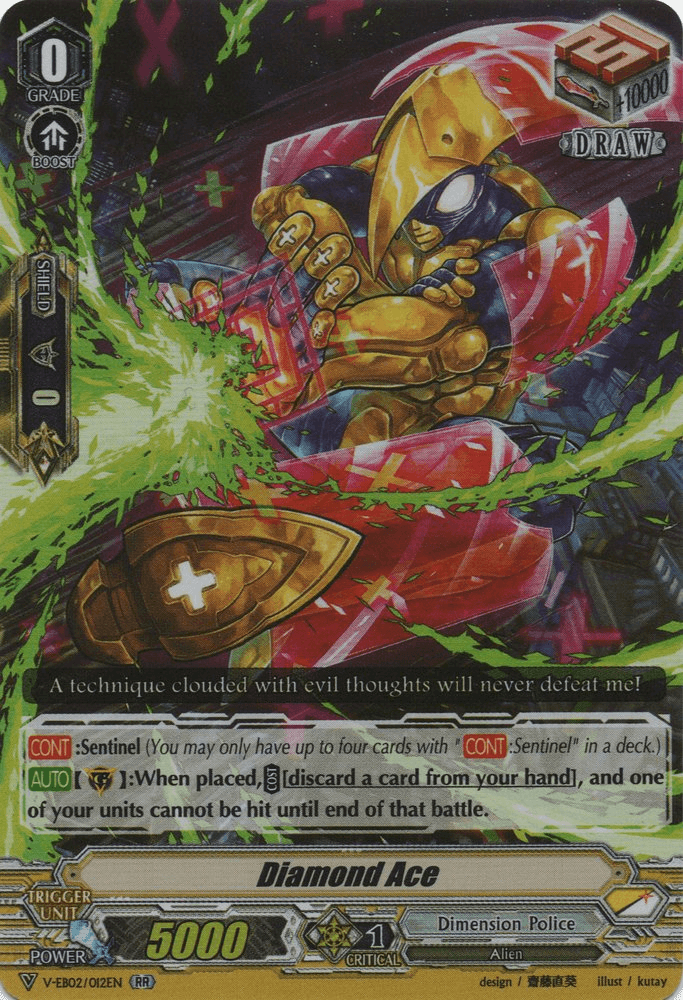 0
GRADE
BOOST
+10000
DRAW
SHIELD
0
A technique clouded with evil thoughts will never defeat me!
CONT:Sentinel (You may only have up to four cards with "CONT:Sentinel" in a deck.)
AUTO【 】:When placed, COST [discard a card from your hand], and one
of your units cannot be hit until end of that battle.
Diamond Ace
TRIGGER
UNIT
POWER 5000
1
CRITICAL
Dimension Police
Alien
V V-EB02/012EN RR
design / 齋藤直葵 illust / kutay